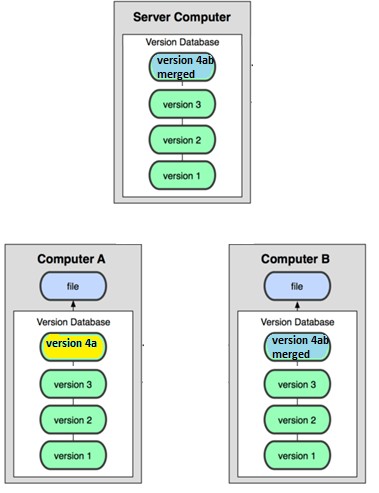 Server Computer
Version Database
version 4ab
merged
version 3
version 2
version 1
Computer A
file
Version Database
version 4a
version 3
version 2
version 1
Computer B
file
Version Database
version 4ab
merged
version 3
version 2
version 1